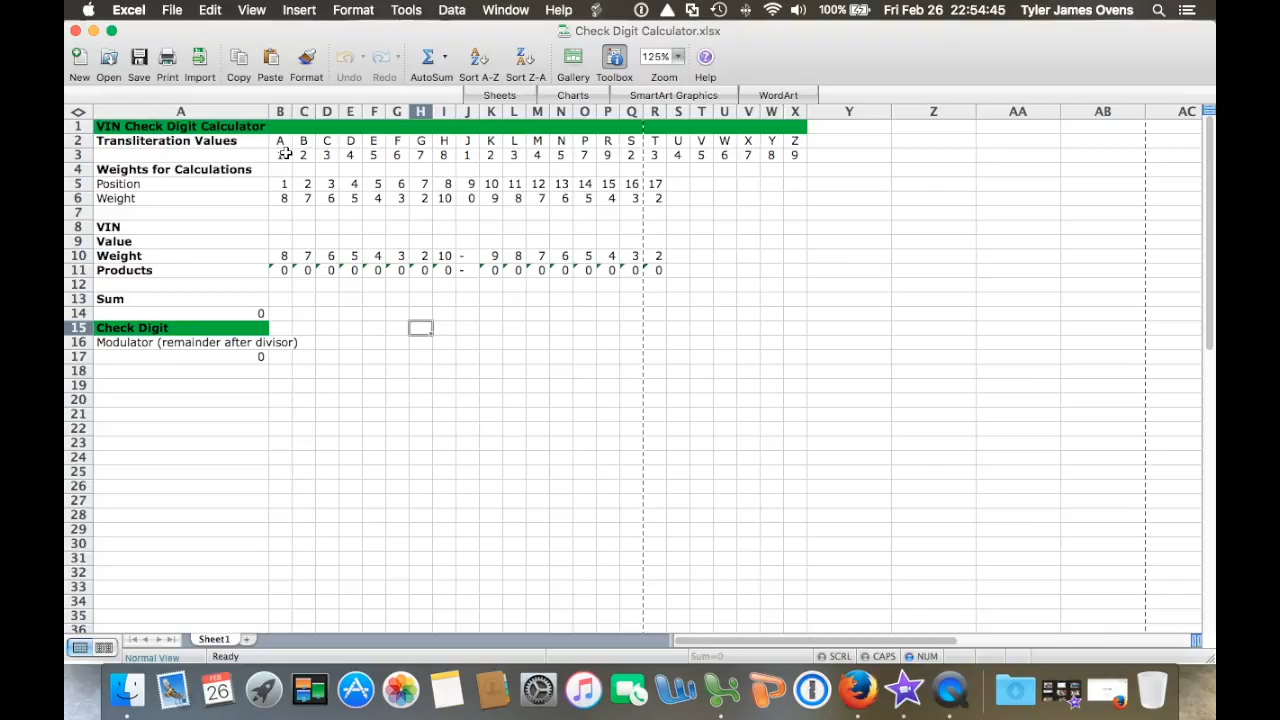 Excel File Edit View Insert Format Tools Data Window Help 100% Fri Feb 26 22:54:45 Tyler James Ovens
Check Digit Calculator.xlsx
125%
New Open Save Print Import Copy Paste Format Undo Redo AutoSum Sort A-Z Sort Z-A Gallery Toolbox Zoom Help
Sheets Charts SmartArt Graphics WordArt
A B C D E F G H I J K L M N O P Q R S T U V W X Y Z AA AB AC
1 VIN Check Digit Calculator
2 Transliteration Values A B C D E F G H J K L M N P R S T U V W X Y Z
3 1 2 3 4 5 6 7 8 1 2 3 4 5 7 9 2 3 4 5 6 7 8 9
4 Weights for Calculations
5 Position 1 2 3 4 5 6 7 8 9 10 11 12 13 14 15 16 17
6 Weight 8 7 6 5 4 3 2 10 0 9 8 7 6 5 4 3 2
7
8 VIN
9 Value
10 Weight 8 7 6 5 4 3 2 10 - 9 8 7 6 5 4 3 2
11 Products 0 0 0 0 0 0 0 0 - 0 0 0 0 0 0 0 0
12
13 Sum
14 0
15 Check Digit
16 Modulator (remainder after divisor)
17 0
18
19
20
21
22
23
24
25
26
27
28
29
30
31
32
33
34
35
36
Sheet1
Normal View Ready Sum=0 SCRL CAPS NUM
FEB
26